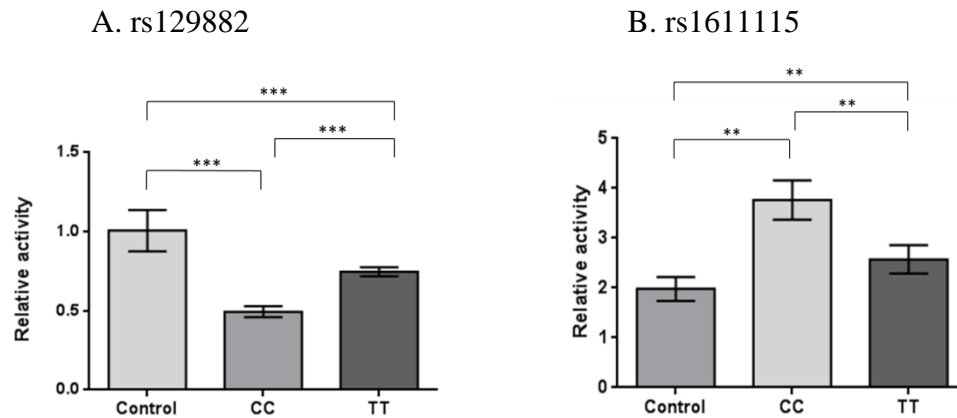 A. rs129882
***
***
***
1.5
1.0
0.5
0.0
Relative activity
Control CC TT
B. rs1611115
**
**
**
5
4
3
2
1
0
Relative activity
Control CC TT